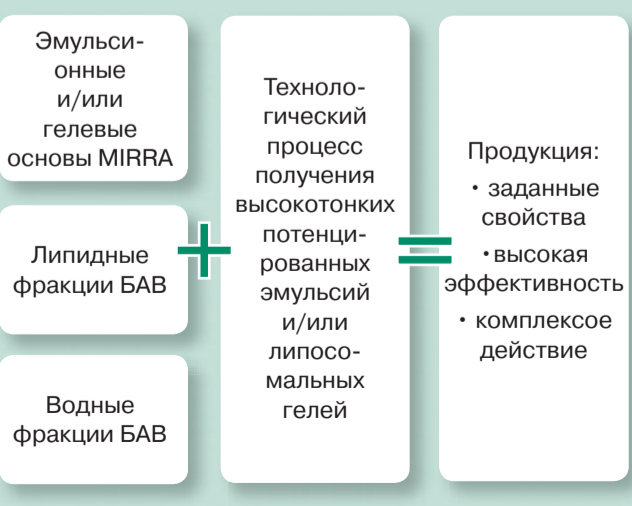 Эмульси-
онные
и/или
гелевые
основы MIRRA
Липидные
фракции БАВ
Водные
фракции БАВ
+
Техноло-
гический
процесс
получения
высокотонких
потенци-
рованных
эмульсий
и/или
липосо-
мальных
гелей
=
Продукция:
• заданные
свойства
• высокая
эффективность
• комплексое
действие